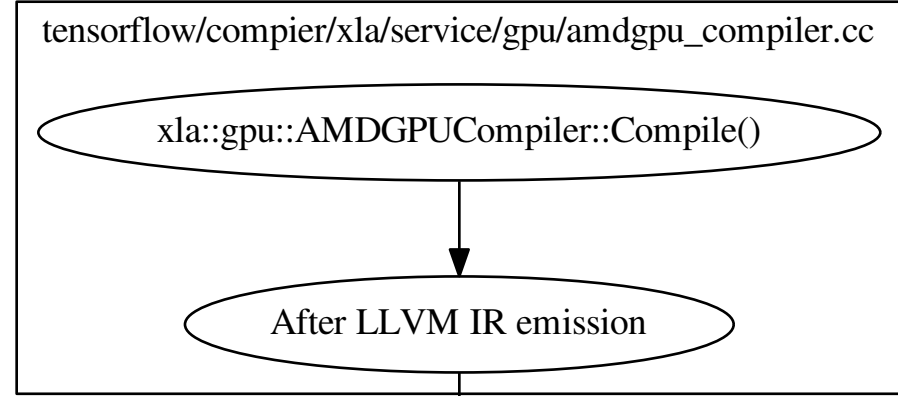 tensorflow/compier/xla/service/gpu/amdgpu_compiler.cc
xla::gpu::AMDGPUCompiler::Compile()
After LLVM IR emission